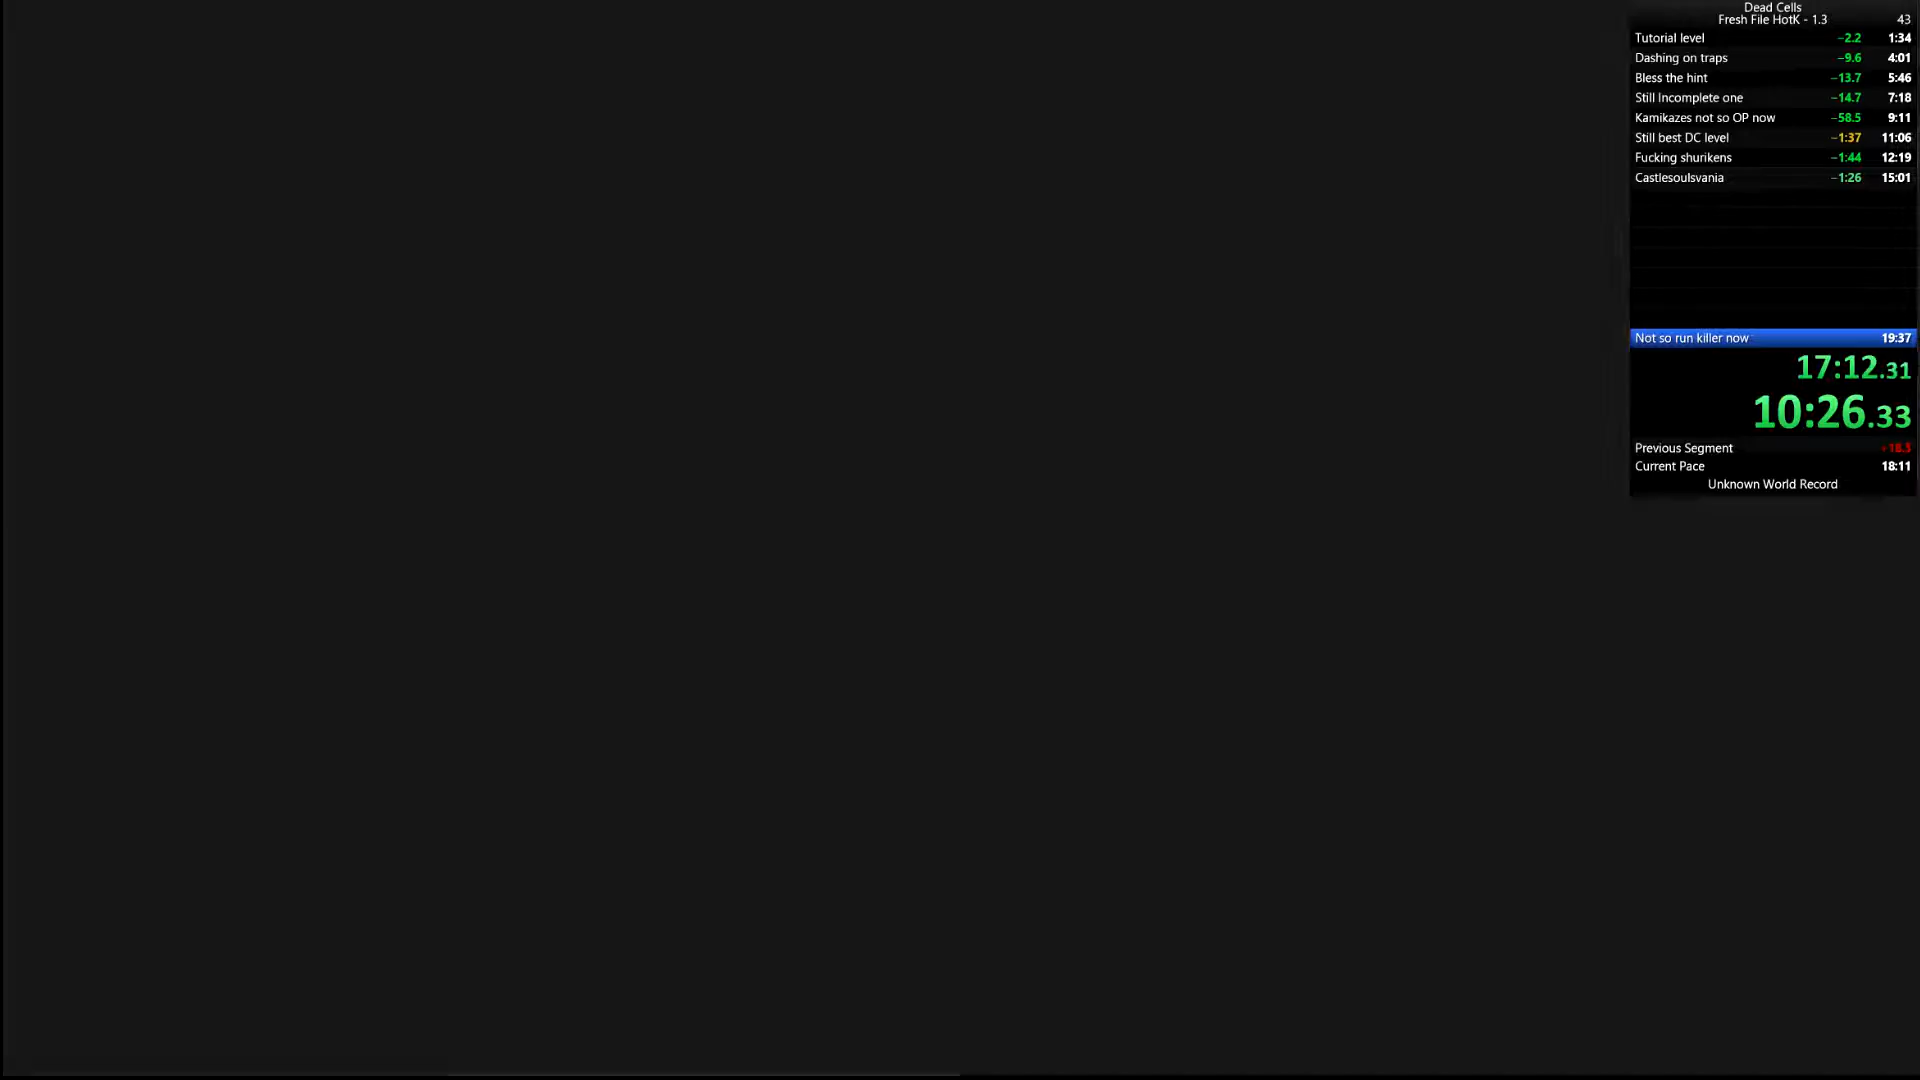 Dead Cells
Fresh File HotK - 1.3 43
Tutorial level −2.2 1:34
Dashing on traps −9.6 4:01
Bless the hint −13.7 5:46
Still Incomplete one −14.7 7:18
Kamikazes not so OP now −58.5 9:11
Still best DC level −1:37 11:06
Fucking shurikens −1:44 12:19
Castlesoulsvania −1:26 15:01
Not so run killer now 19:37
17:12.31
10:26.33
Previous Segment +18.3
Current Pace 18:11
Unknown World Record